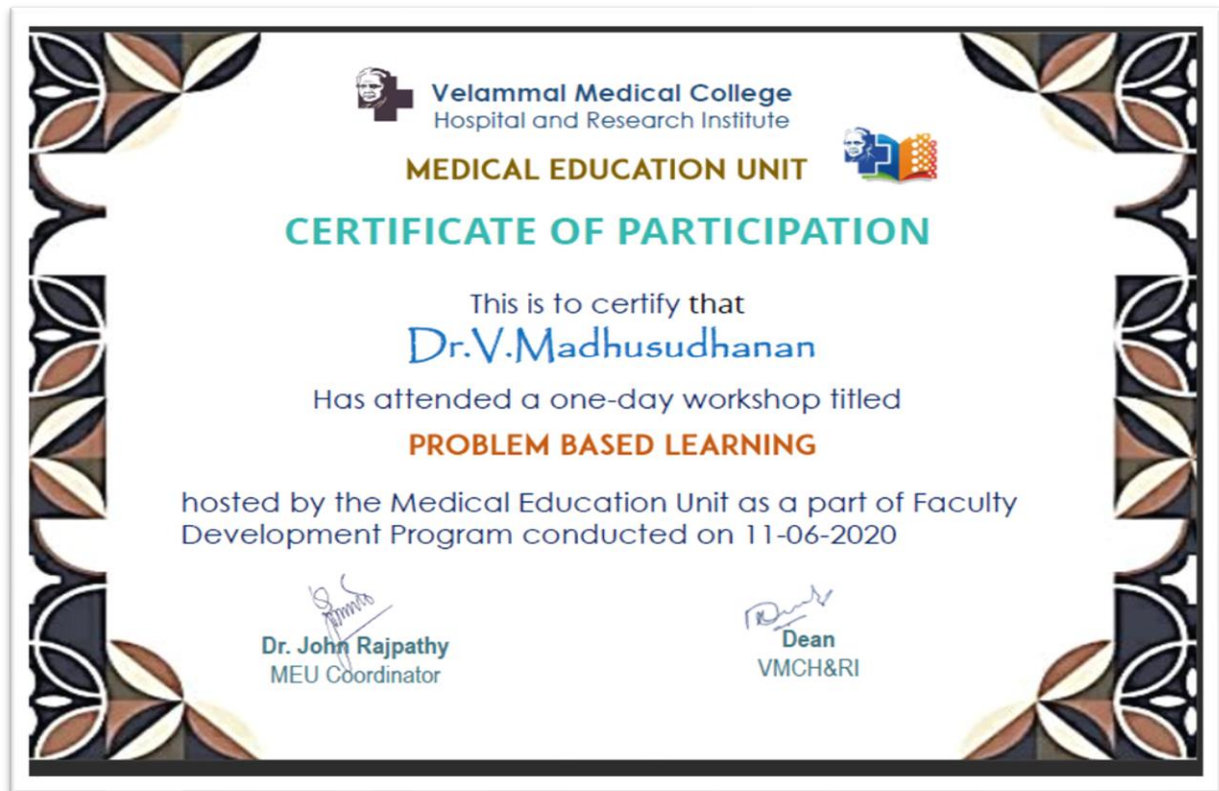 Velammal Medical College
Hospital and Research Institute
MEDICAL EDUCATION UNIT
CERTIFICATE OF PARTICIPATION
This is to certify that
Dr.V.Madhusudhanan
Has attended a one-day workshop titled
PROBLEM BASED LEARNING
hosted by the Medical Education Unit as a part of Faculty
Development Program conducted on 11-06-2020
Dr. John Rajpathy
MEU Coordinator
Dean
VMCH&RI